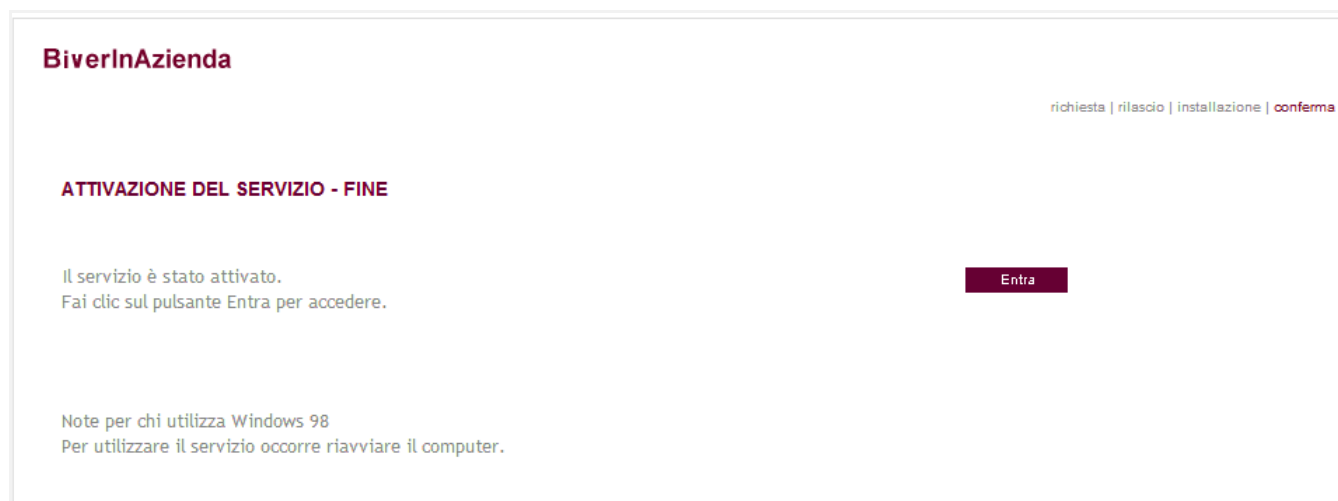 BiverInAzienda
richiesta | rilascio | installazione | conferma
ATTIVAZIONE DEL SERVIZIO - FINE
Il servizio è stato attivato.
Entra
Fai clic sul pulsante Entra per accedere.
Note per chi utilizza Windows 98
Per utilizzare il servizio occorre riavviare il computer.